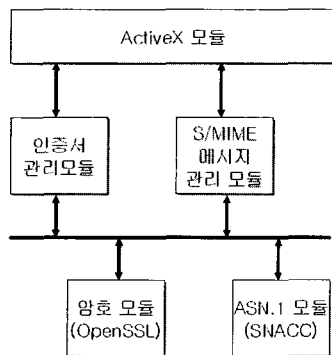 ActiveX 모듈
인증서
관리모듈
S/MIME
메시지
관리 모듈
암호 모듈
(OpenSSL)
ASN.1 모듈
(SNACC)